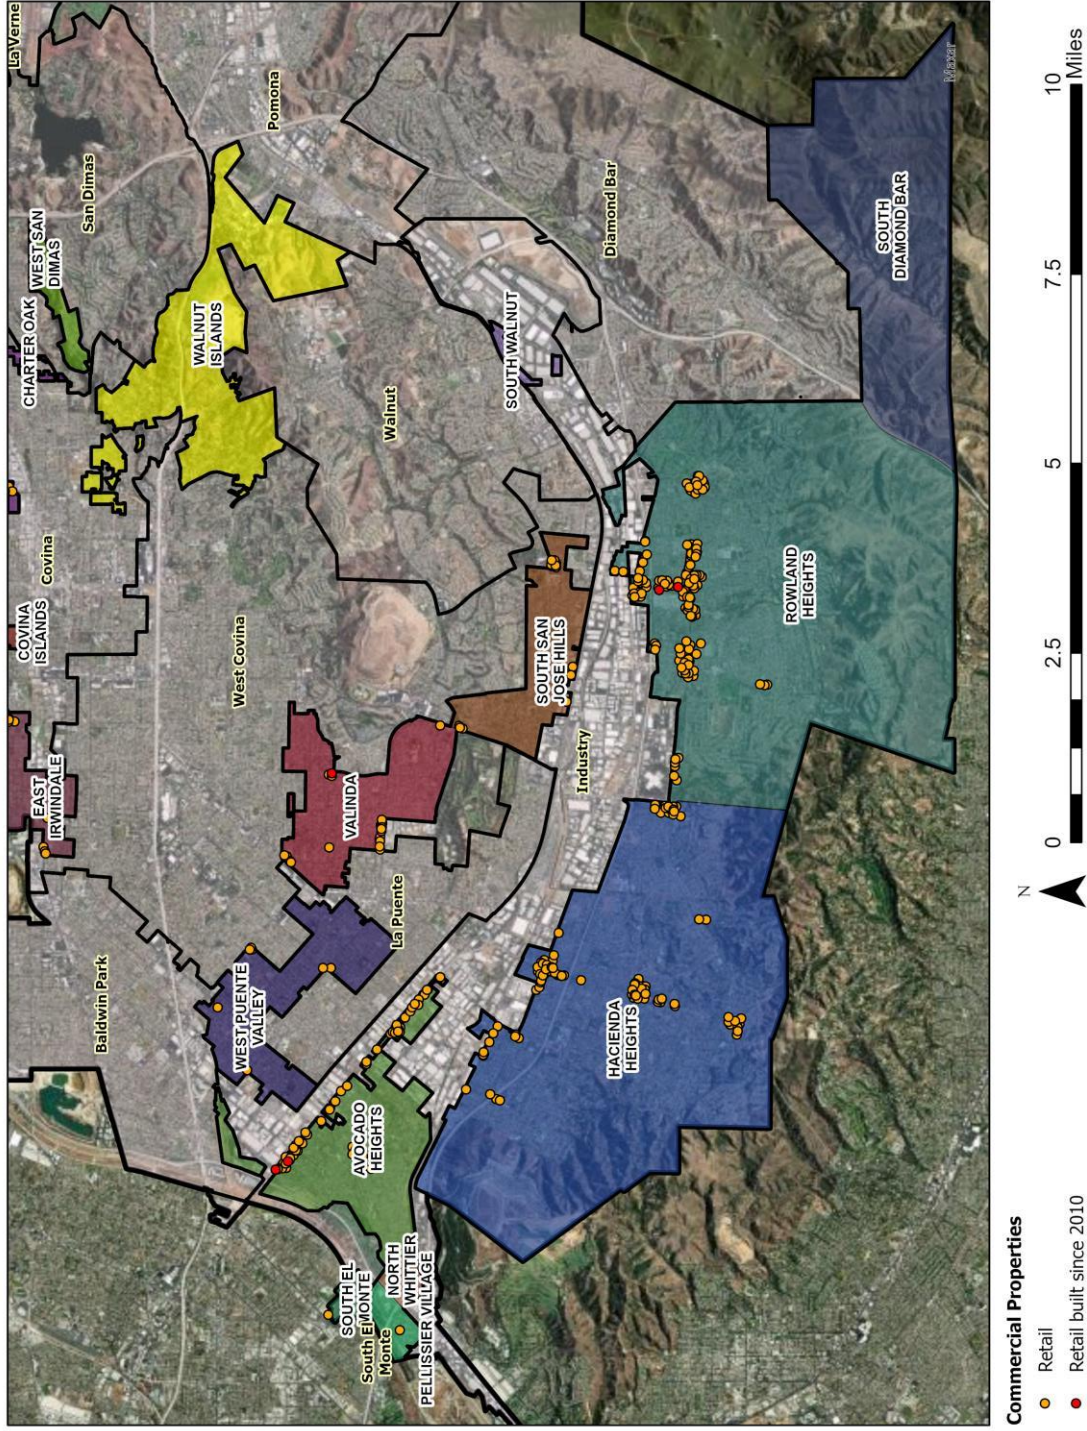 La Verne
San Dimas
Pomona
WEST SAN
DIMAS
CHARTER OAK
WALNUT
ISLANDS
Covina
COVINA
ISLANDS
EAST
IRWINDALE
Baldwin Park
West Covina
Walnut
SOUTH WALNUT
Diamond Bar
SOUTH
DIAMOND BAR
Maxar
VALINDA
SOUTH SAN
JOSE HILLS
Industry
ROWLAND
HEIGHTS
WEST PUENTE
VALLEY
La Puente
HACIENDA
HEIGHTS
AVOCADO
HEIGHTS
SOUTH EL
MONTE
South El
Monte
NORTH
WHITTIER
PELLISSIER VILLAGE
Commercial Properties
Retail
Retail built since 2010
N
0 2.5 5 7.5 10
Miles